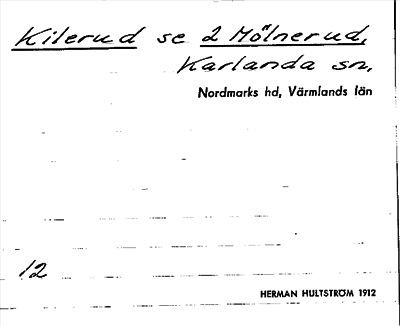 Kilerud se 2 Mölnerud,
Karlanda sn,
Nordmarks hd, Värmlands län
12
HERMAN HULTSTRÖM 1912